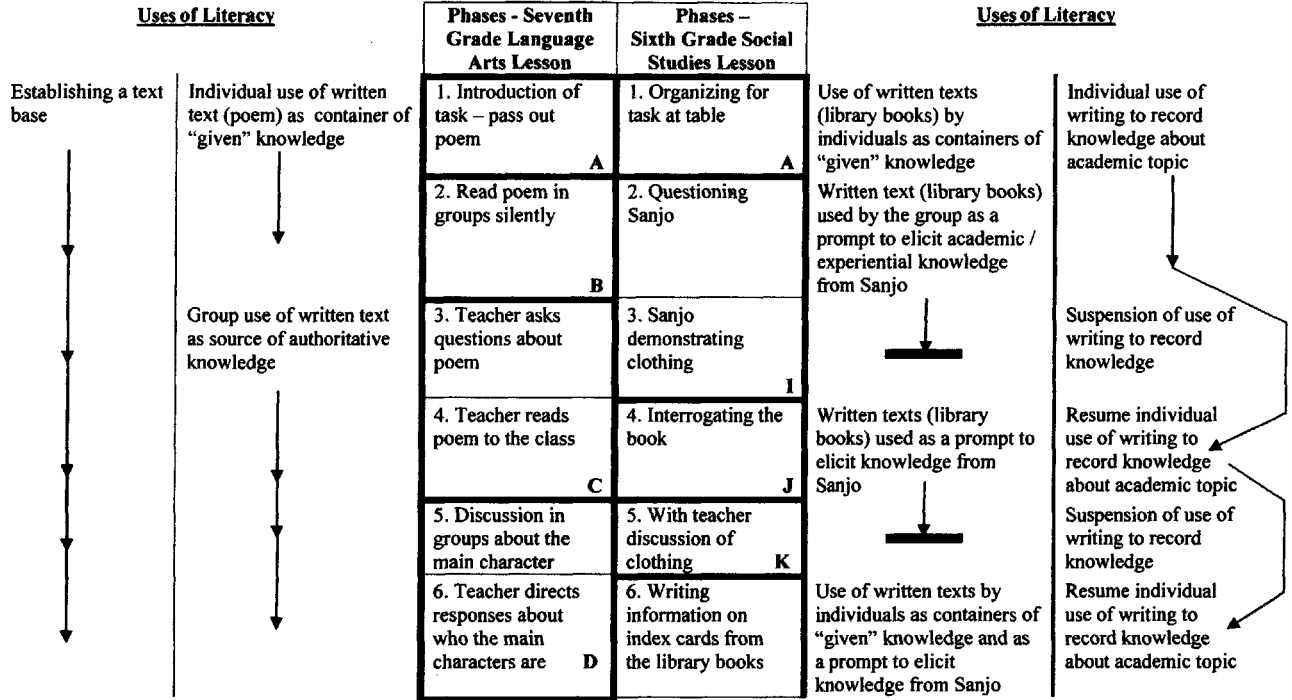 Uses of Literacy
Phases - Seventh
Grade Language
Arts Lesson
Phases –
Sixth Grade Social
Studies Lesson
Uses of Literacy
Establishing a text
base
Individual use of written
text (poem) as container of
“given” knowledge
1. Introduction of
task – pass out
poem
A
1. Organizing for
task at table
A
Use of written texts
(library books) by
individuals as containers of
“given” knowledge
Individual use of
writing to record
knowledge about
academic topic
2. Read poem in
groups silently
B
2. Questioning
Sanjo
Written text (library books)
used by the group as a
prompt to elicit academic /
experiential knowledge
from Sanjo
Group use of written text
as source of authoritative
knowledge
3. Teacher asks
questions about
poem
3. Sanjo
demonstrating
clothing
I
Suspension of use of
writing to record
knowledge
4. Teacher reads
poem to the class
C
4. Interrogating the
book
J
Written texts (library
books) used as a prompt to
elicit knowledge from
Sanjo
Resume individual
use of writing to
record knowledge
about academic topic
5. Discussion in
groups about the
main character
5. With teacher
discussion of
clothing
K
Suspension of use of
writing to record
knowledge
6. Teacher directs
responses about
who the main
characters are
D
6. Writing
information on
index cards from
the library books
Use of written texts by
individuals as containers of
“given” knowledge and as
a prompt to elicit
knowledge from Sanjo
Resume individual
use of writing to
record knowledge
about academic topic